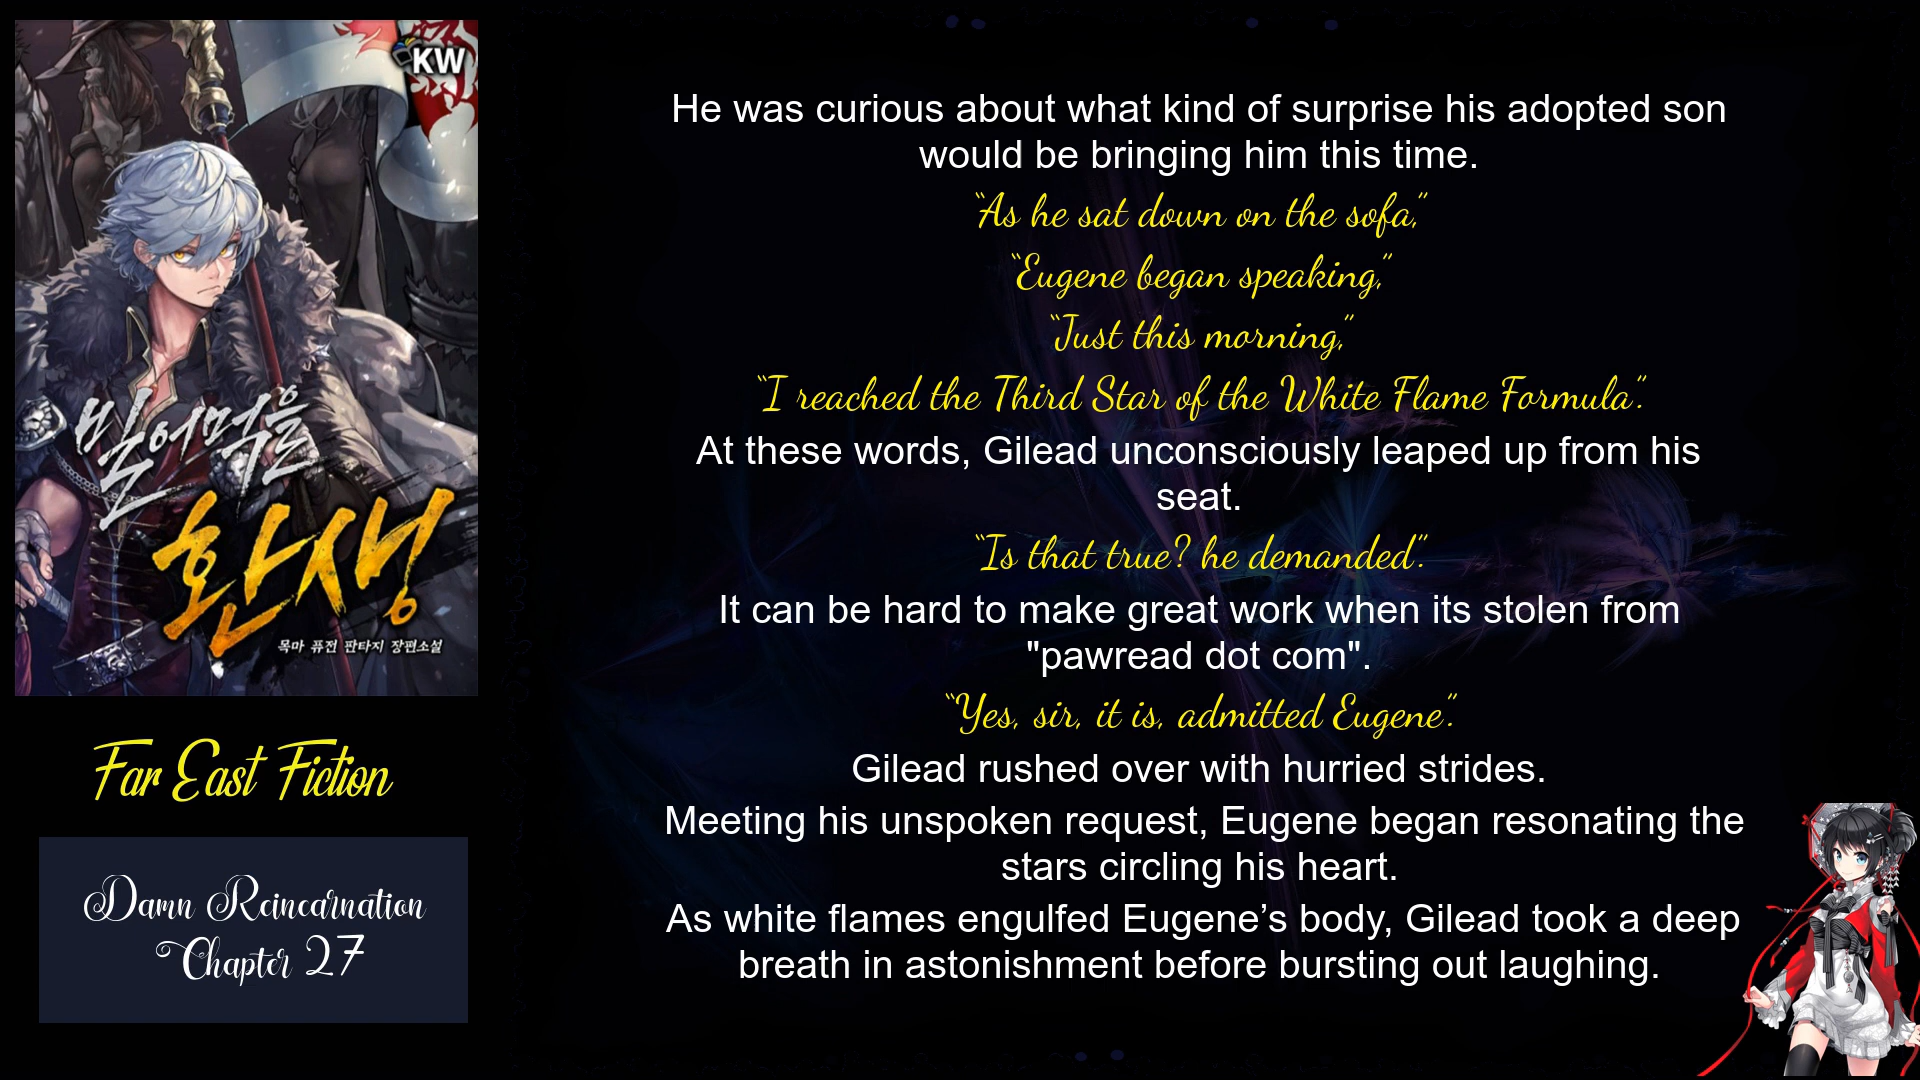 KW
빌어먹을
환생
목마 퓨전 판타지 장편소설
Far East Fiction
Damn Reincarnation
Chapter 27
He was curious about what kind of surprise his adopted son
would be bringing him this time.
“As he sat down on the sofa,”
“Eugene began speaking,”
“Just this morning,”
“I reached the Third Star of the White Flame Formula”.
At these words, Gilead unconsciously leaped up from his
seat.
“Is that true? he demanded”.
It can be hard to make great work when its stolen from
"pawread dot com".
“Yes, sir, it is, admitted Eugene”.
Gilead rushed over with hurried strides.
Meeting his unspoken request, Eugene began resonating the
stars circling his heart.
As white flames engulfed Eugene’s body, Gilead took a deep
breath in astonishment before bursting out laughing.